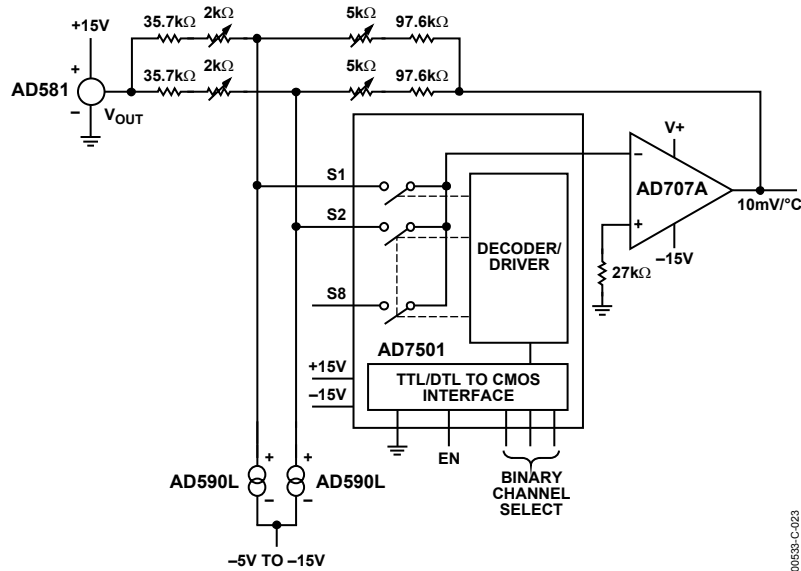 +15V
35.7kΩ
2kΩ
5kΩ
97.6kΩ
+
AD581
–
VOUT
35.7kΩ
2kΩ
5kΩ
97.6kΩ
S1
S2
S8
DECODER/
DRIVER
AD7501
+15V
–15V
TTL/DTL TO CMOS
INTERFACE
EN
BINARY
CHANNEL
SELECT
V+
–
AD707A
+
–15V
27kΩ
10mV/°C
AD590L
+
–
+
–
AD590L
–5V TO –15V
00533-C-023